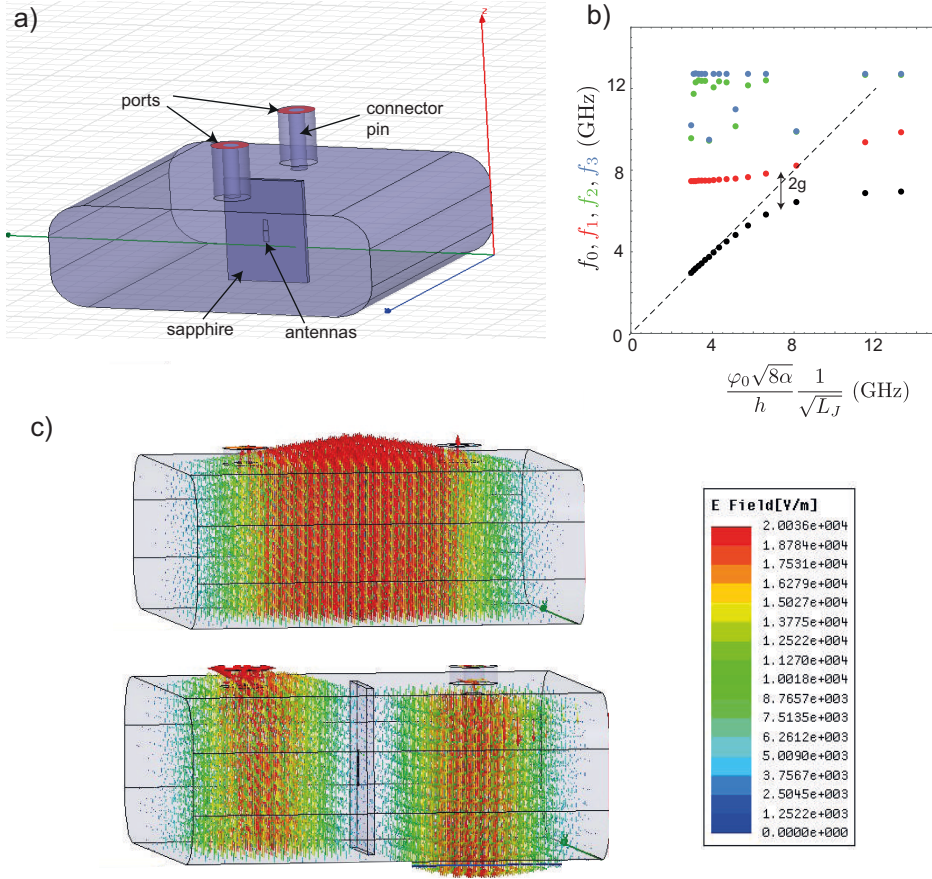 a)
z
ports
connector
pin
sapphire
antennas
b)
f₀, f₁, f₂, f₃ (GHz)
12
8
4
0
2g
0 4 8 12
φ₀√8α / h 1 / √L_J (GHz)
c)
E Field[V/m]
2.0036e+004
1.8784e+004
1.7531e+004
1.6279e+004
1.5027e+004
1.3775e+004
1.2522e+004
1.1270e+004
1.0018e+004
8.7657e+003
7.5135e+003
6.2612e+003
5.0090e+003
3.7567e+003
2.5045e+003
1.2522e+003
0.0000e+000